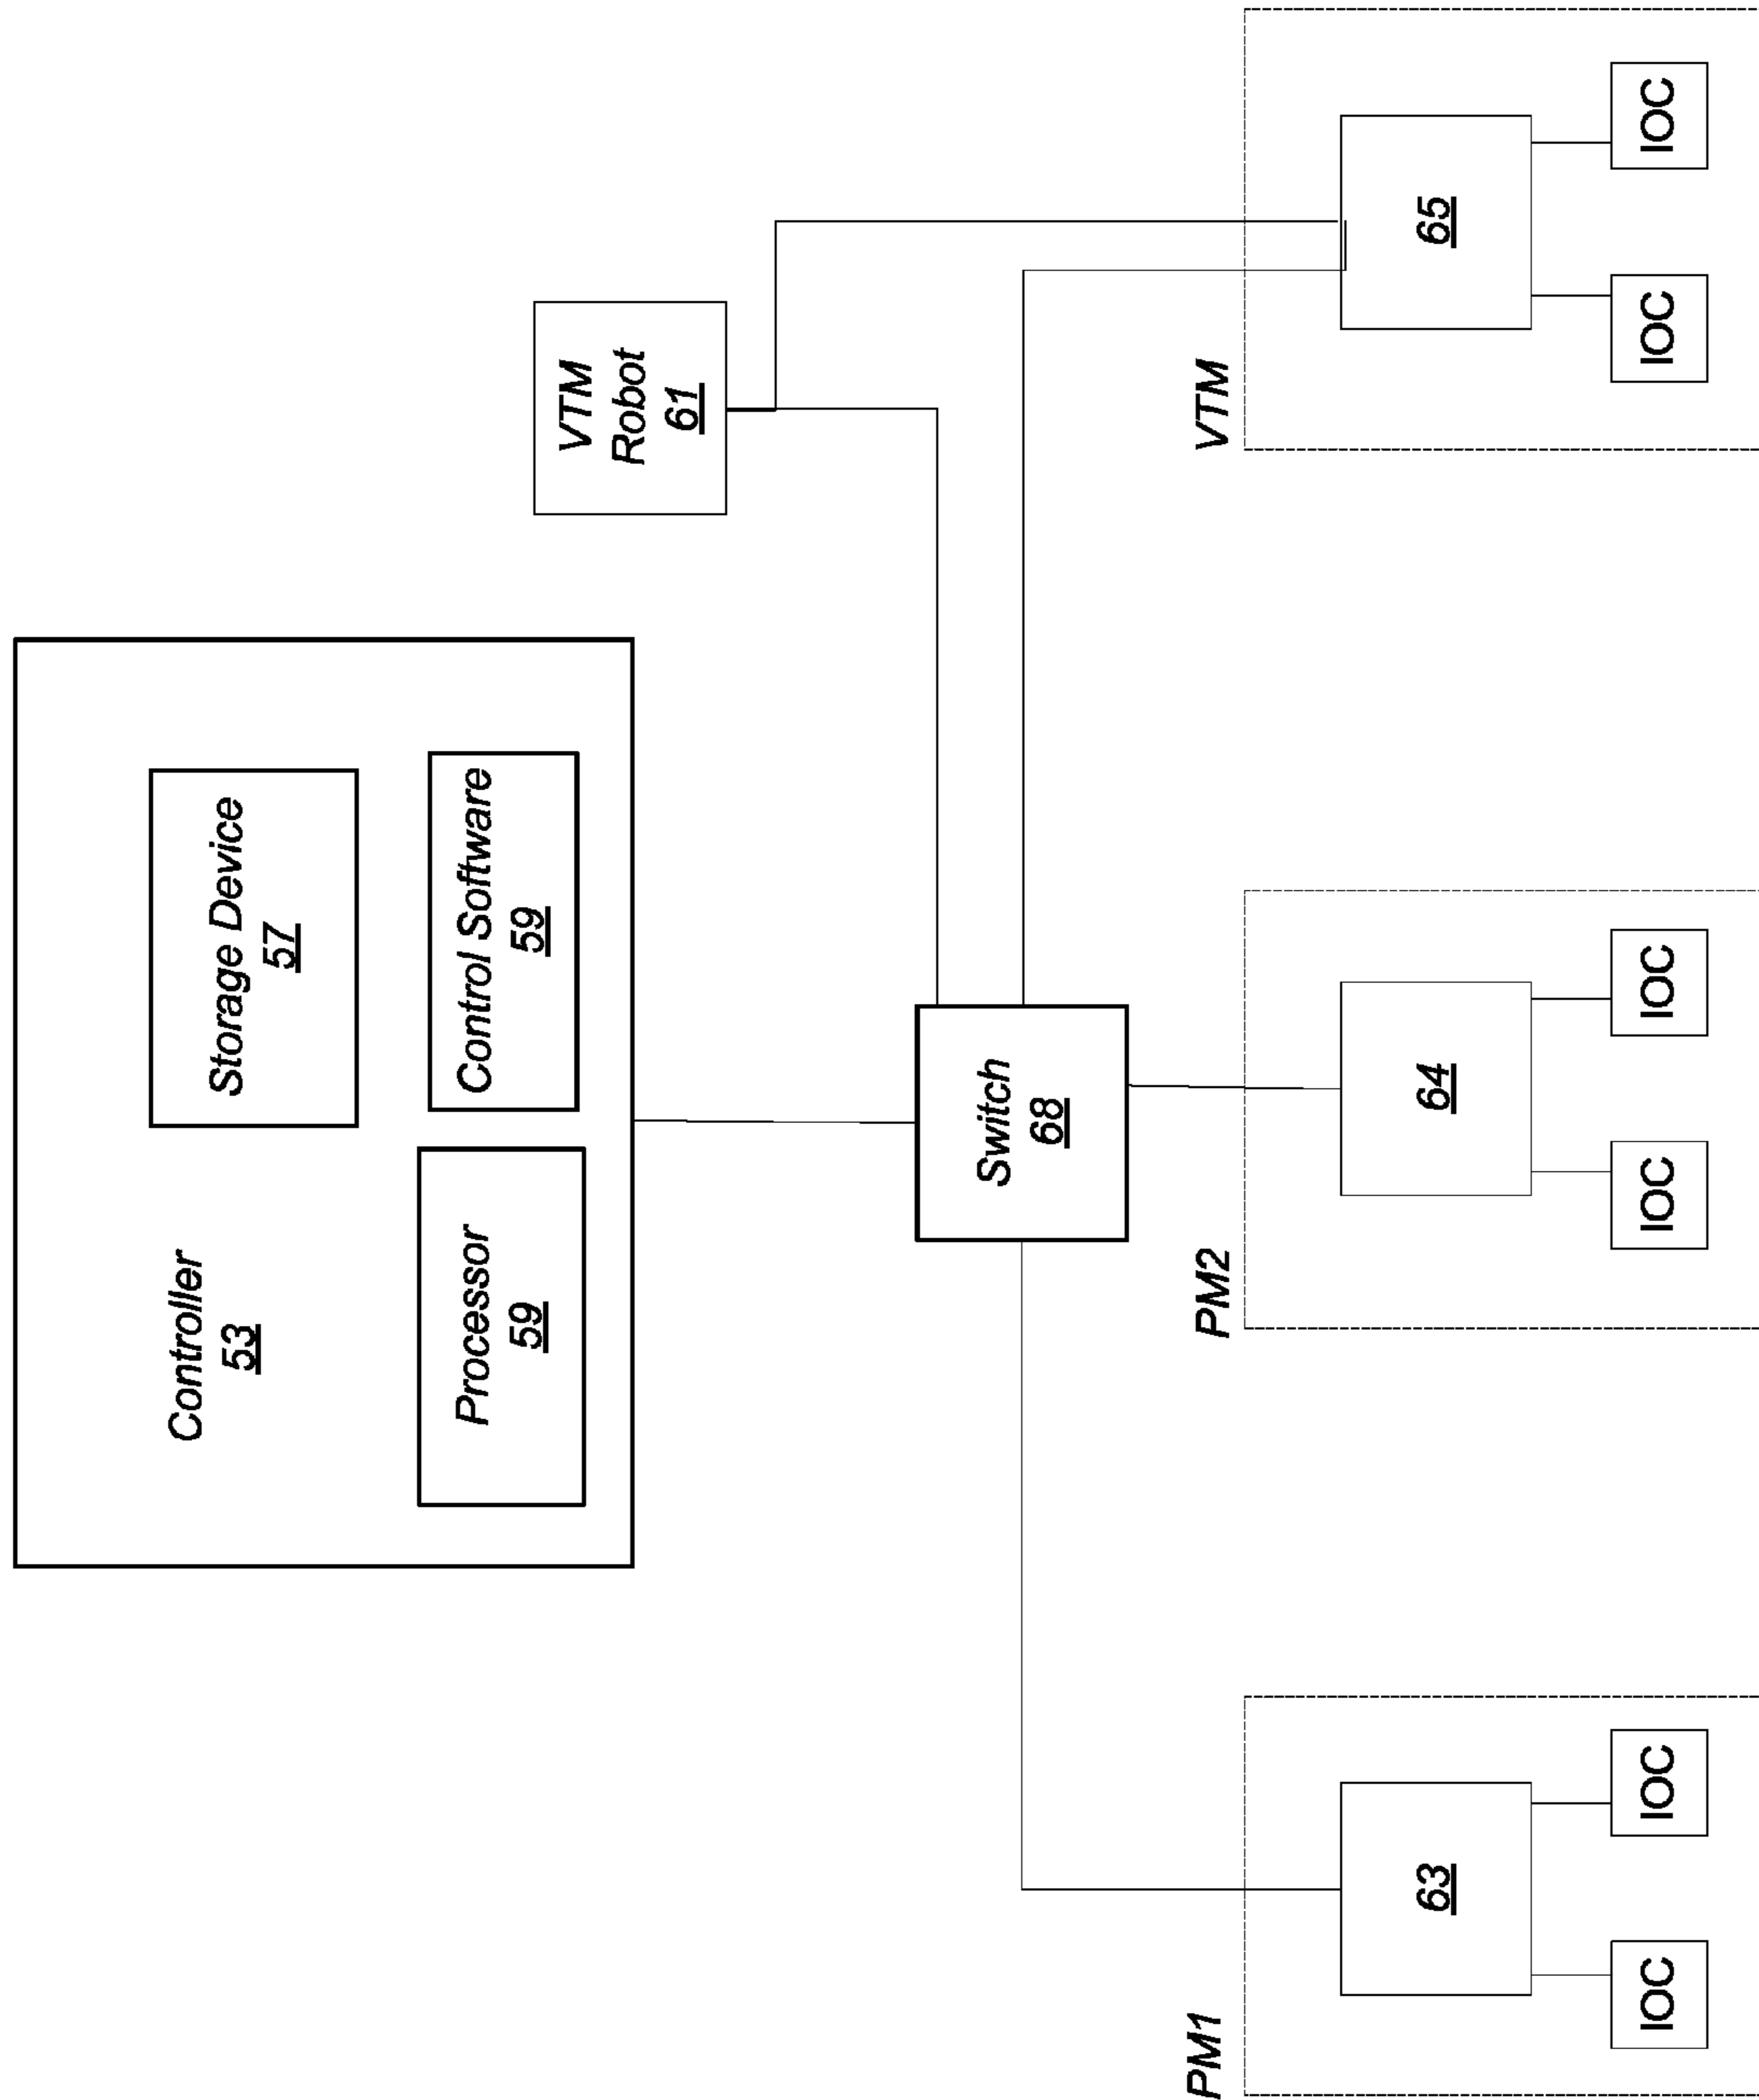 Controller
53
Storage Device
57
Processor
59
Control Software
59
VTM
Robot
61
Switch
68
PM1
63
IOC
IOC
PM2
64
IOC
IOC
VTM
65
IOC
IOC